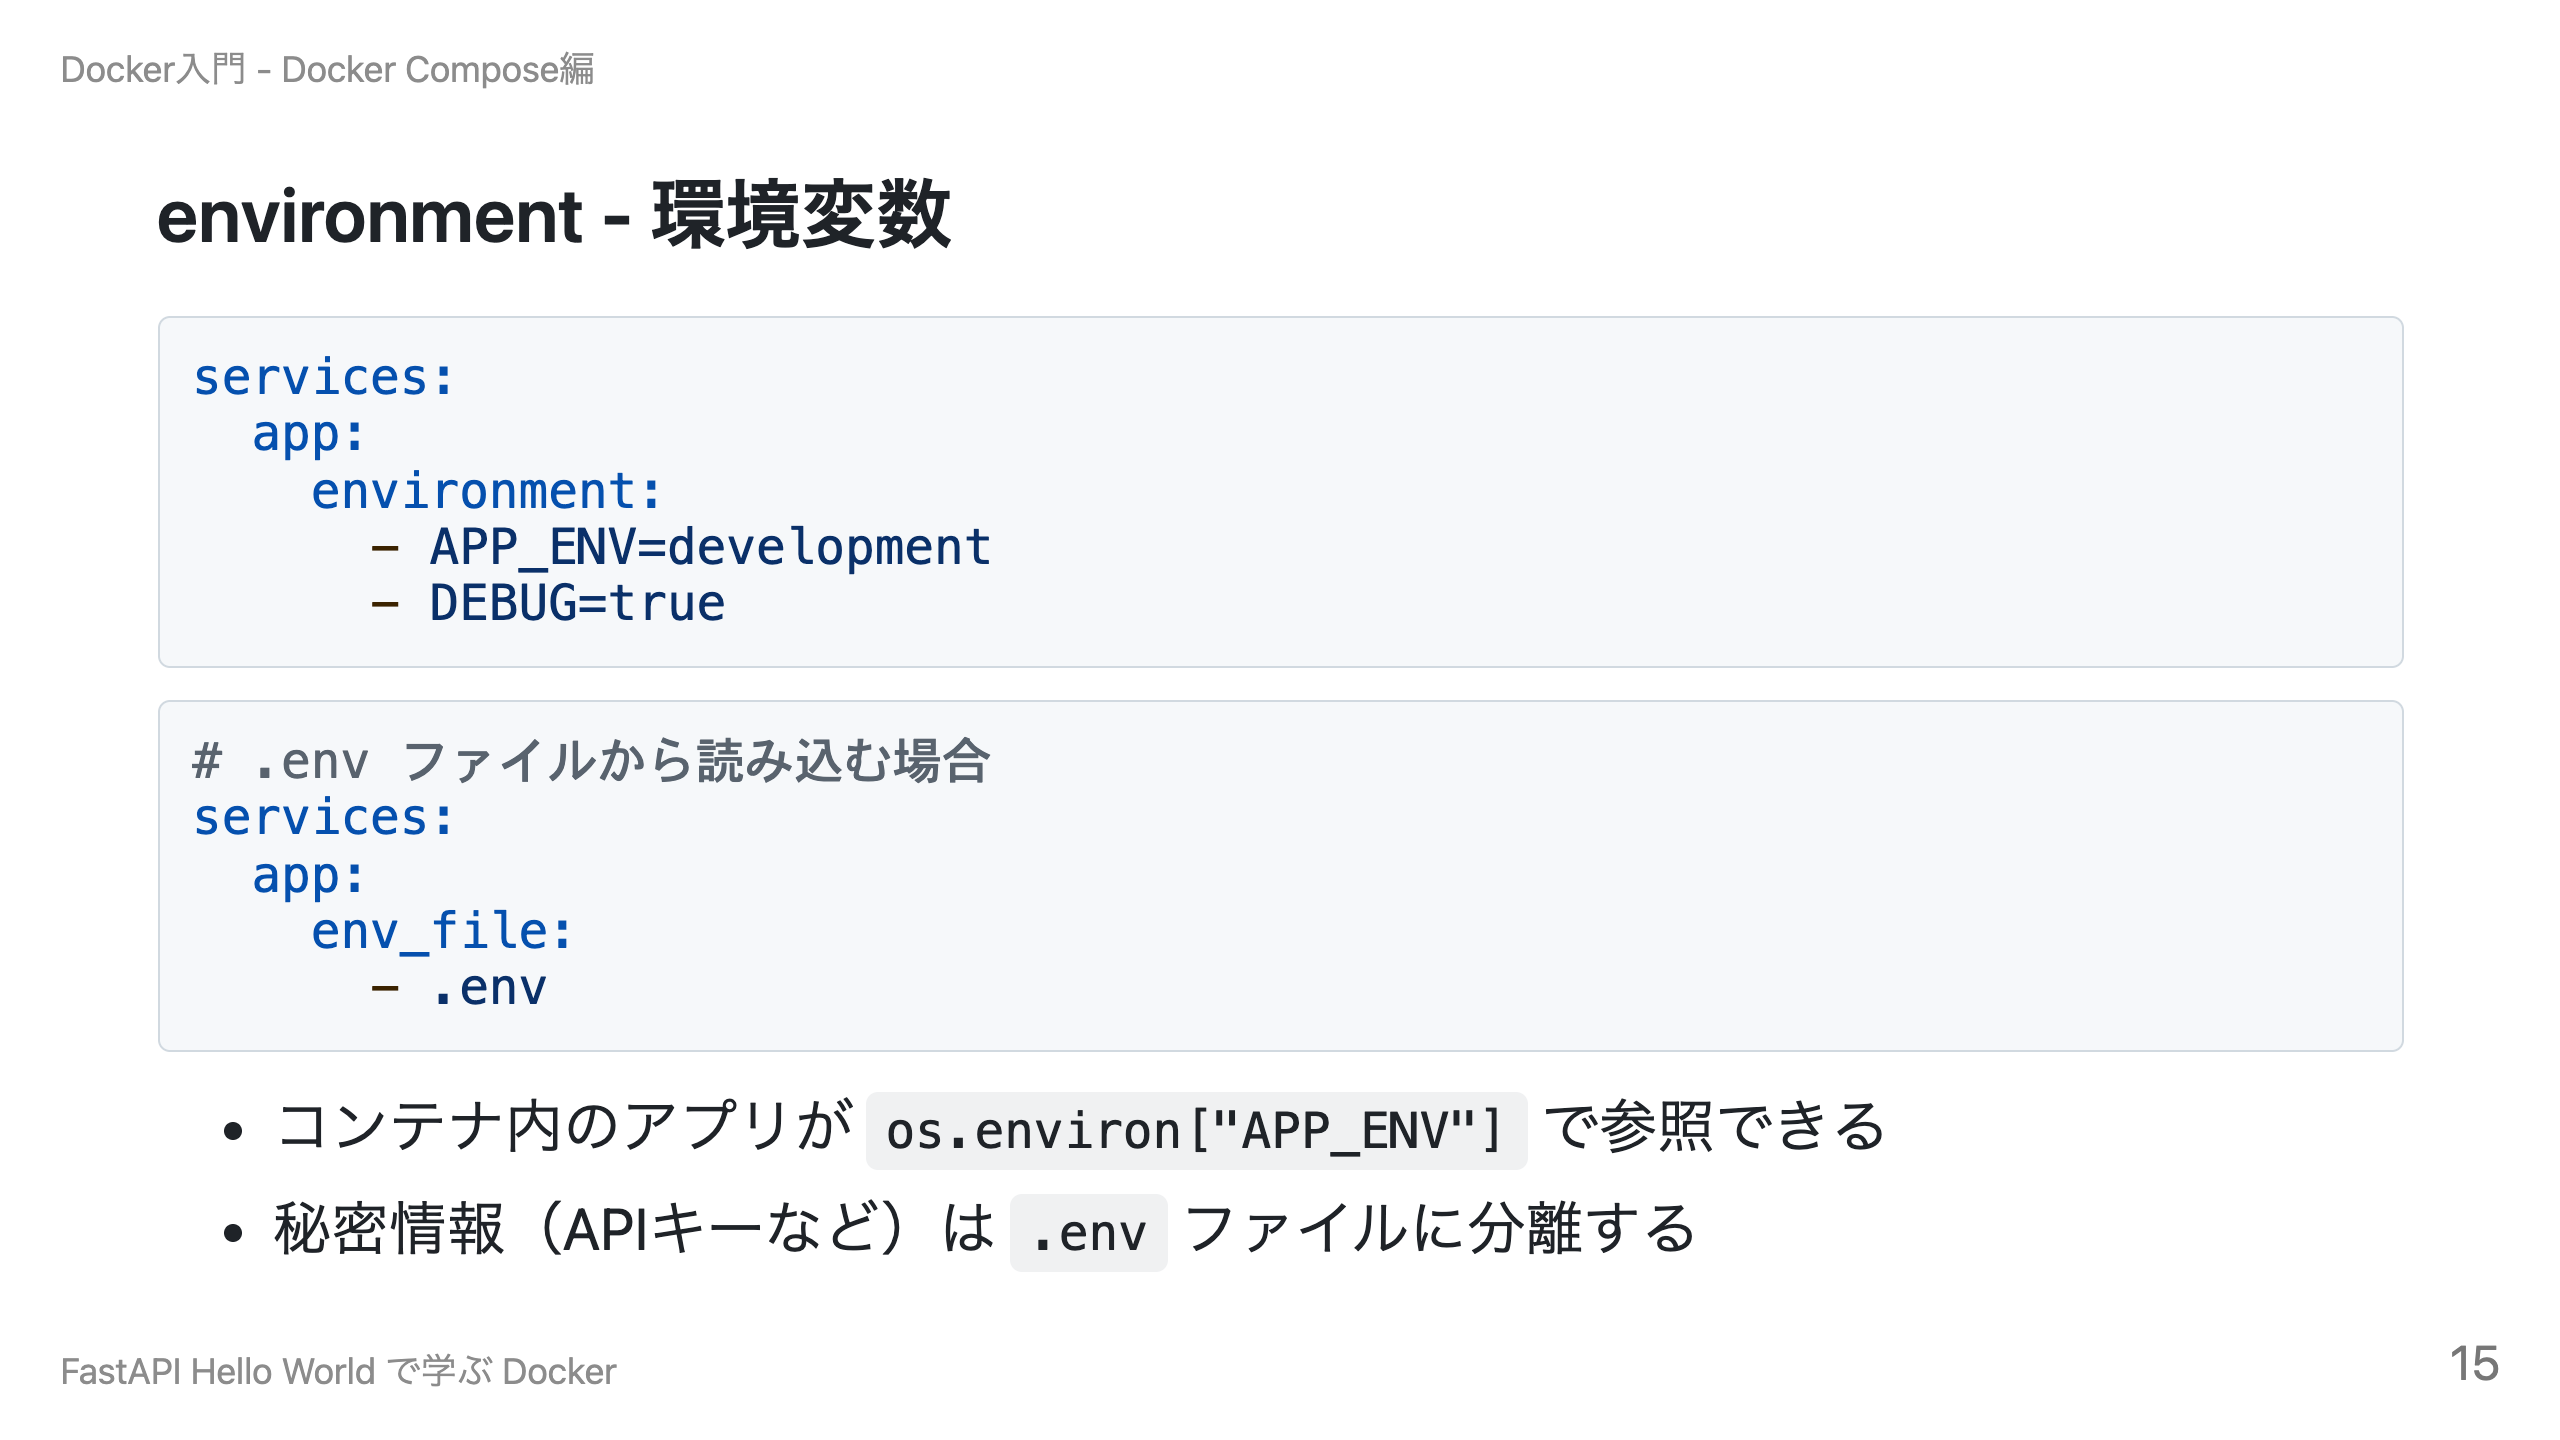 Docker入門 - Docker Compose編
environment - 環境変数
services:
  app:
    environment:
      - APP_ENV=development
      - DEBUG=true
# .env ファイルから読み込む場合
services:
  app:
    env_file:
      - .env
• コンテナ内のアプリが os.environ["APP_ENV"] で参照できる
• 秘密情報（APIキーなど）は .env ファイルに分離する
FastAPI Hello World で学ぶ Docker
15